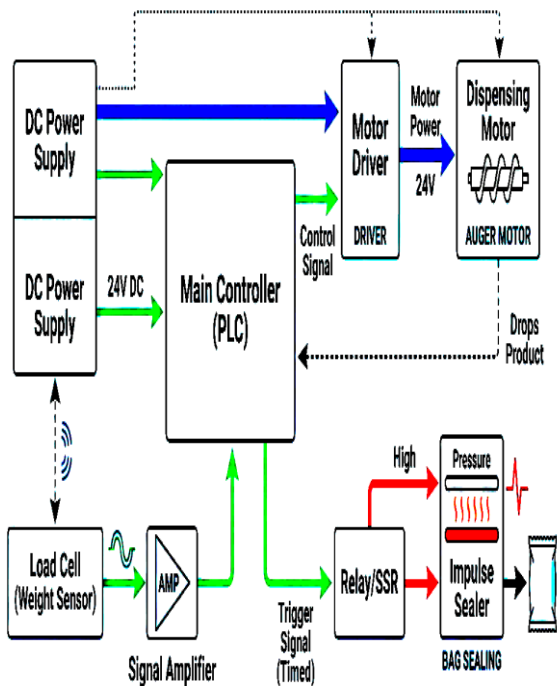 DC Power
Supply
DC Power
Supply
24V DC
Main Controller
(PLC)
Control
Signal
Motor
Driver
DRIVER
Motor
Power
24V
Dispensing
Motor
AUGER MOTOR
Drops
Product
Load Cell
(Weight Sensor)
AMP
Signal Amplifier
Trigger
Signal
(Timed)
Relay/SSR
High
Pressure
Impulse
Sealer
BAG SEALING